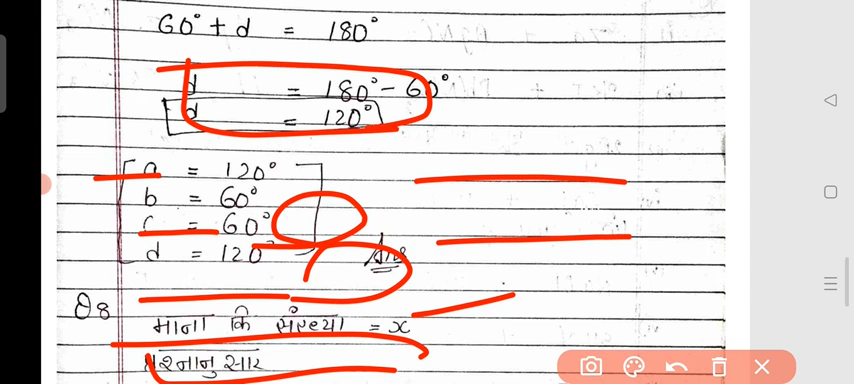 60° + d = 180°
d = 180° - 60°
d = 120°
a = 120°
b = 60°
c = 60°
d = 120°
Ans
Q8
माना कि संख्या = x
प्रश्नानुसार